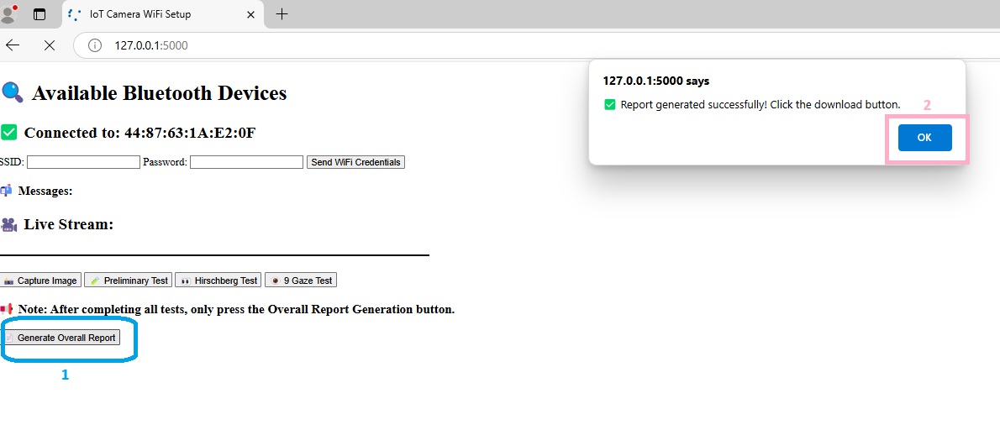 IoT Camera WiFi Setup
127.0.0.1:5000
127.0.0.1:5000 says
Report generated successfully! Click the download button.
2
OK
Available Bluetooth Devices
Connected to: 44:87:63:1A:E2:0F
SSID: Password: Send WiFi Credentials
Messages:
Live Stream:
Capture Image Preliminary Test Hirschberg Test 9 Gaze Test
Note: After completing all tests, only press the Overall Report Generation button.
Generate Overall Report
1